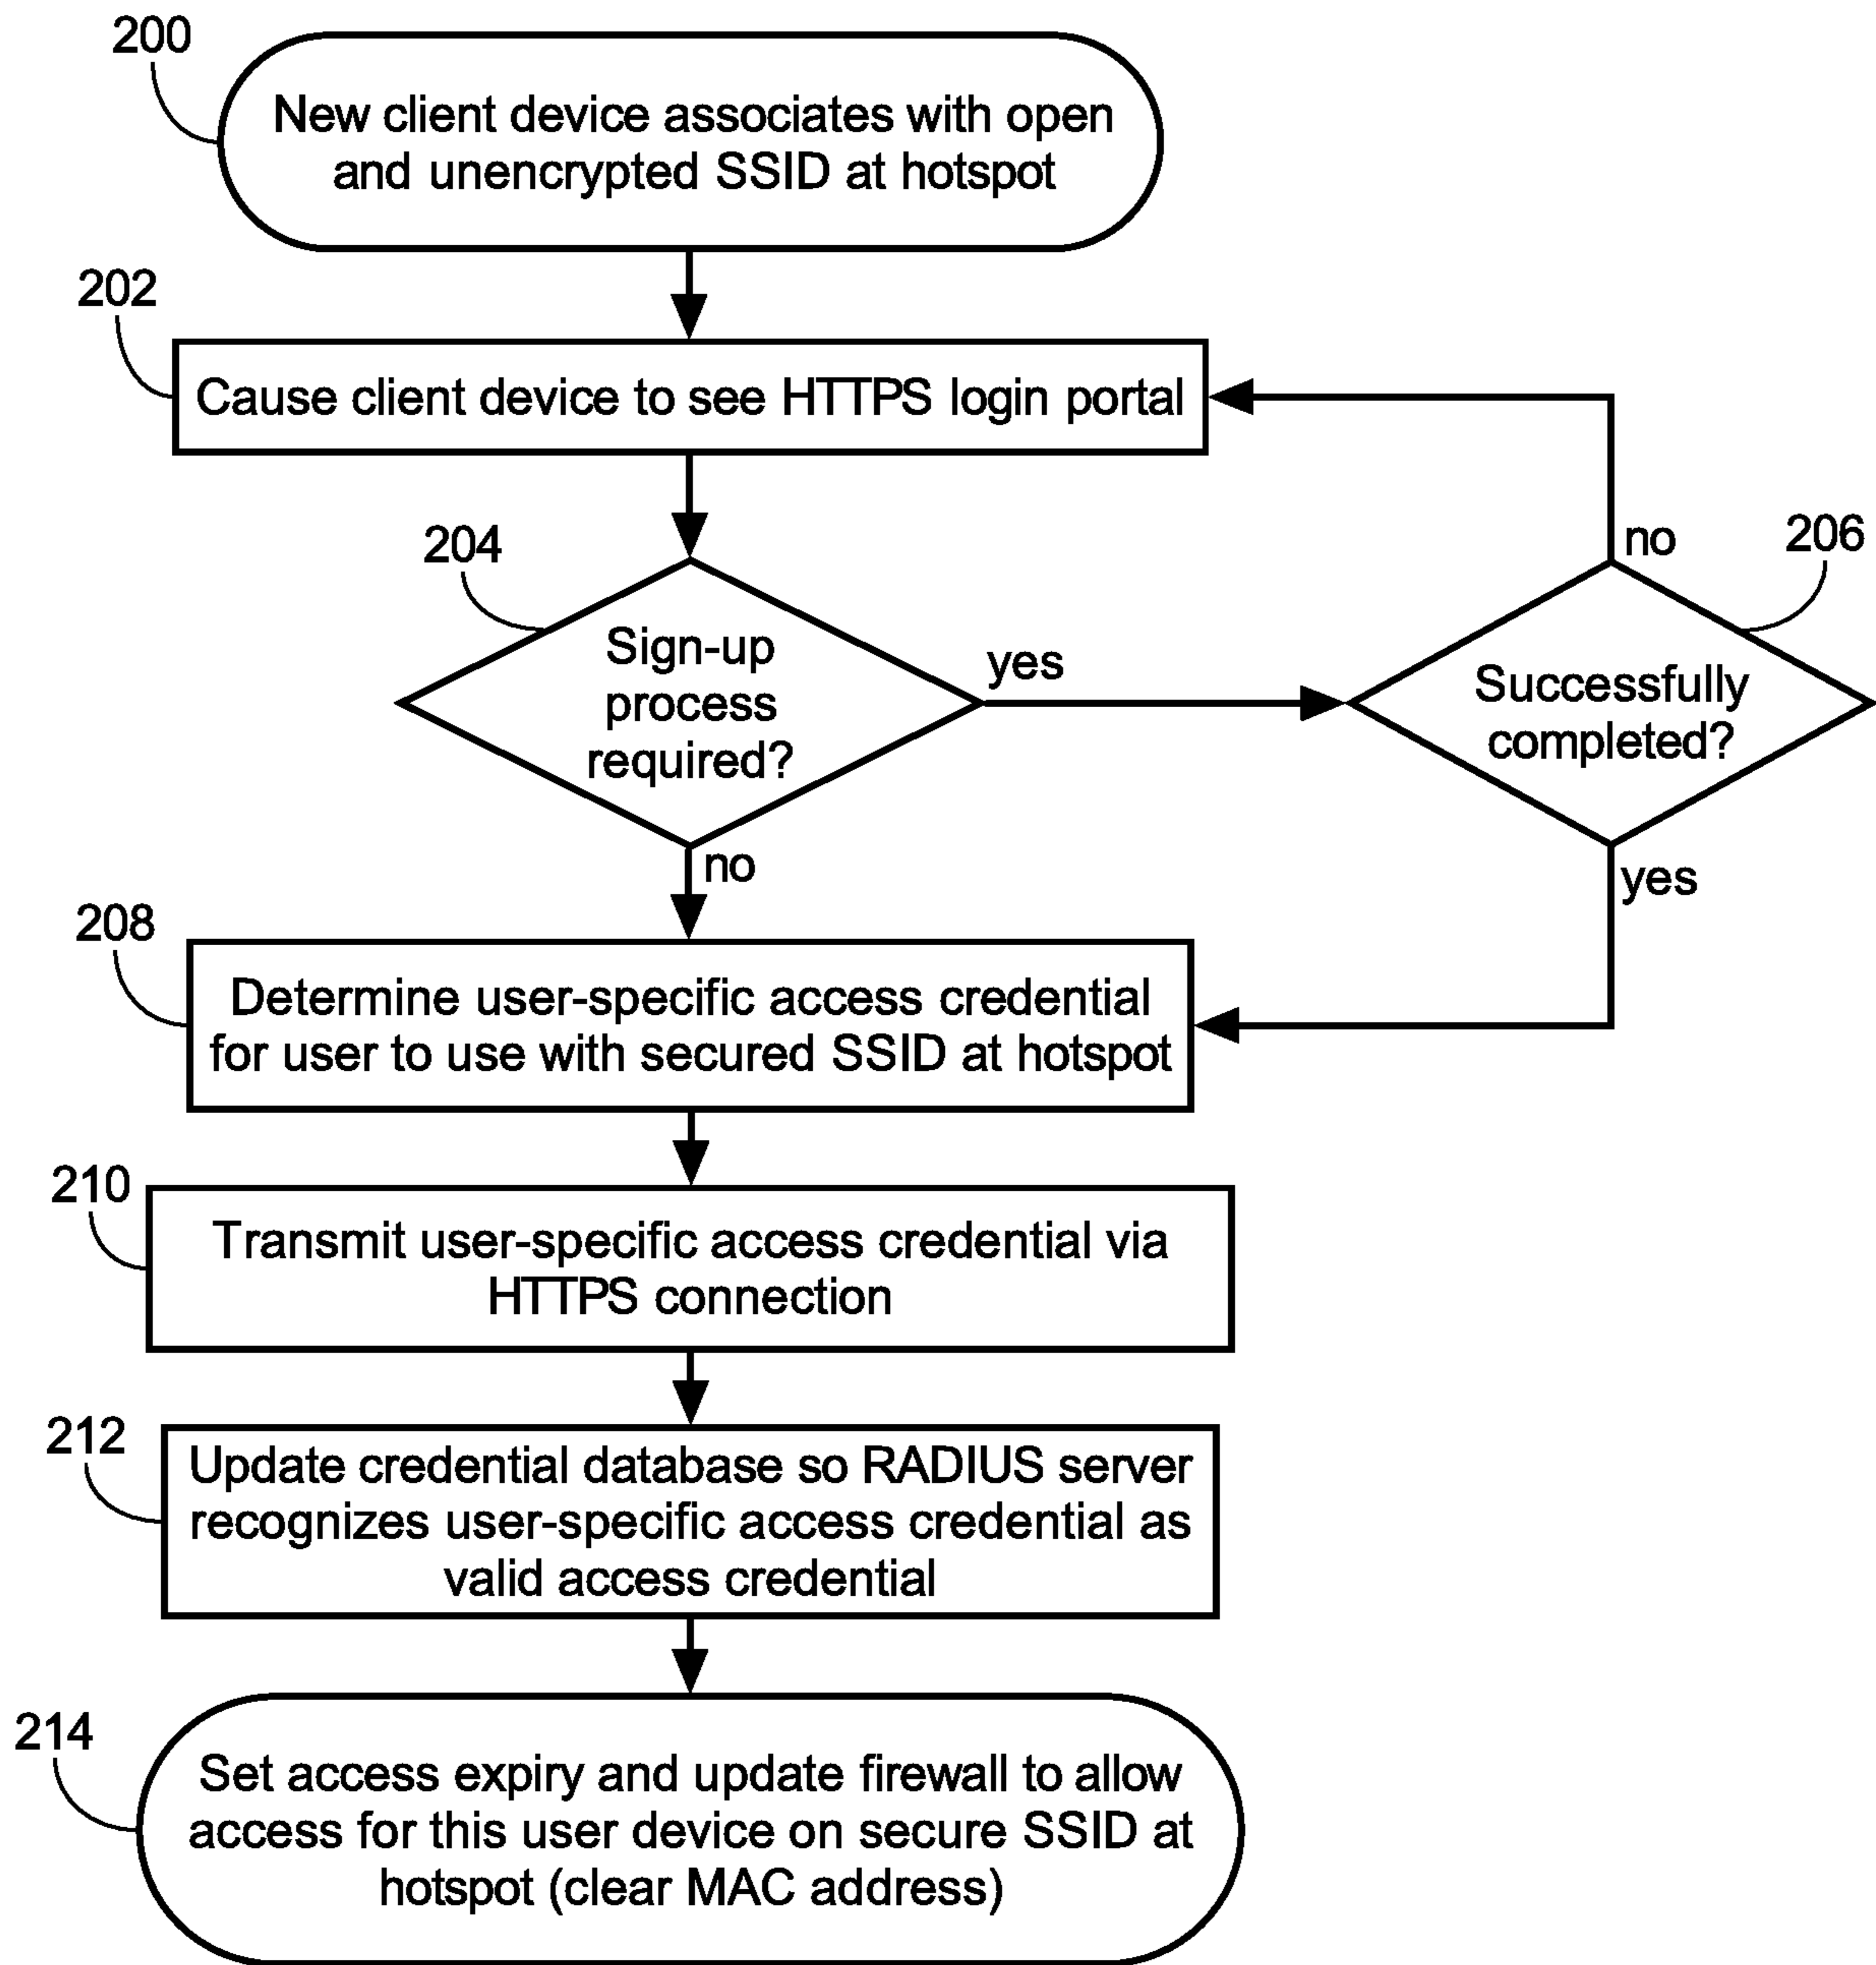 200
New client device associates with open
and unencrypted SSID at hotspot
202
Cause client device to see HTTPS login portal
204
Sign-up
process
required?
yes
no
206
Successfully
completed?
no
yes
208
Determine user-specific access credential
for user to use with secured SSID at hotspot
210
Transmit user-specific access credential via
HTTPS connection
212
Update credential database so RADIUS server
recognizes user-specific access credential as
valid access credential
214
Set access expiry and update firewall to allow
access for this user device on secure SSID at
hotspot (clear MAC address)